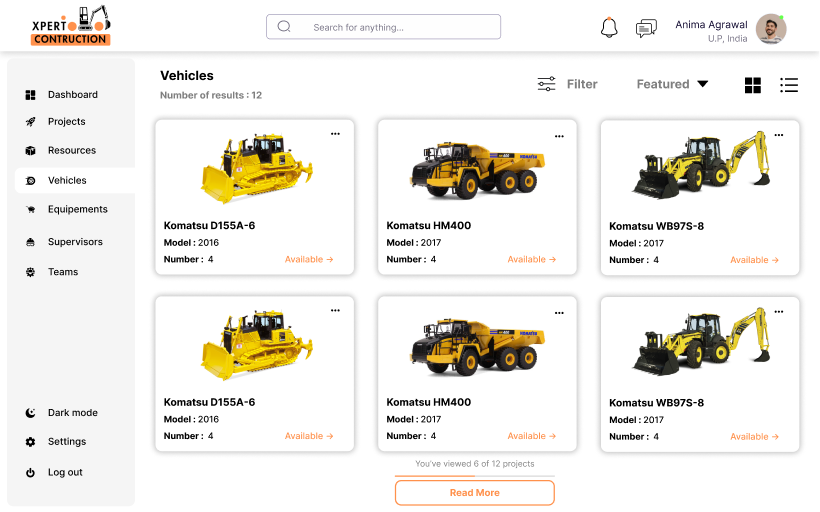 XPERT
CONTRUCTION
Search for anything...
Anima Agrawal
U.P, India
Dashboard
Projects
Resources
Vehicles
Equipements
Supervisors
Teams
Dark mode
Settings
Log out
Vehicles
Number of results : 12
Filter
Featured
Komatsu D155A-6
Model : 2016
Number : 4
Available →
Komatsu HM400
Model : 2017
Number : 4
Available →
Komatsu WB97S-8
Model : 2017
Number : 4
Available →
Komatsu D155A-6
Model : 2016
Number : 4
Available →
Komatsu HM400
Model : 2017
Number : 4
Available →
Komatsu WB97S-8
Model : 2017
Number : 4
Available →
You've viewed 6 of 12 projects
Read More